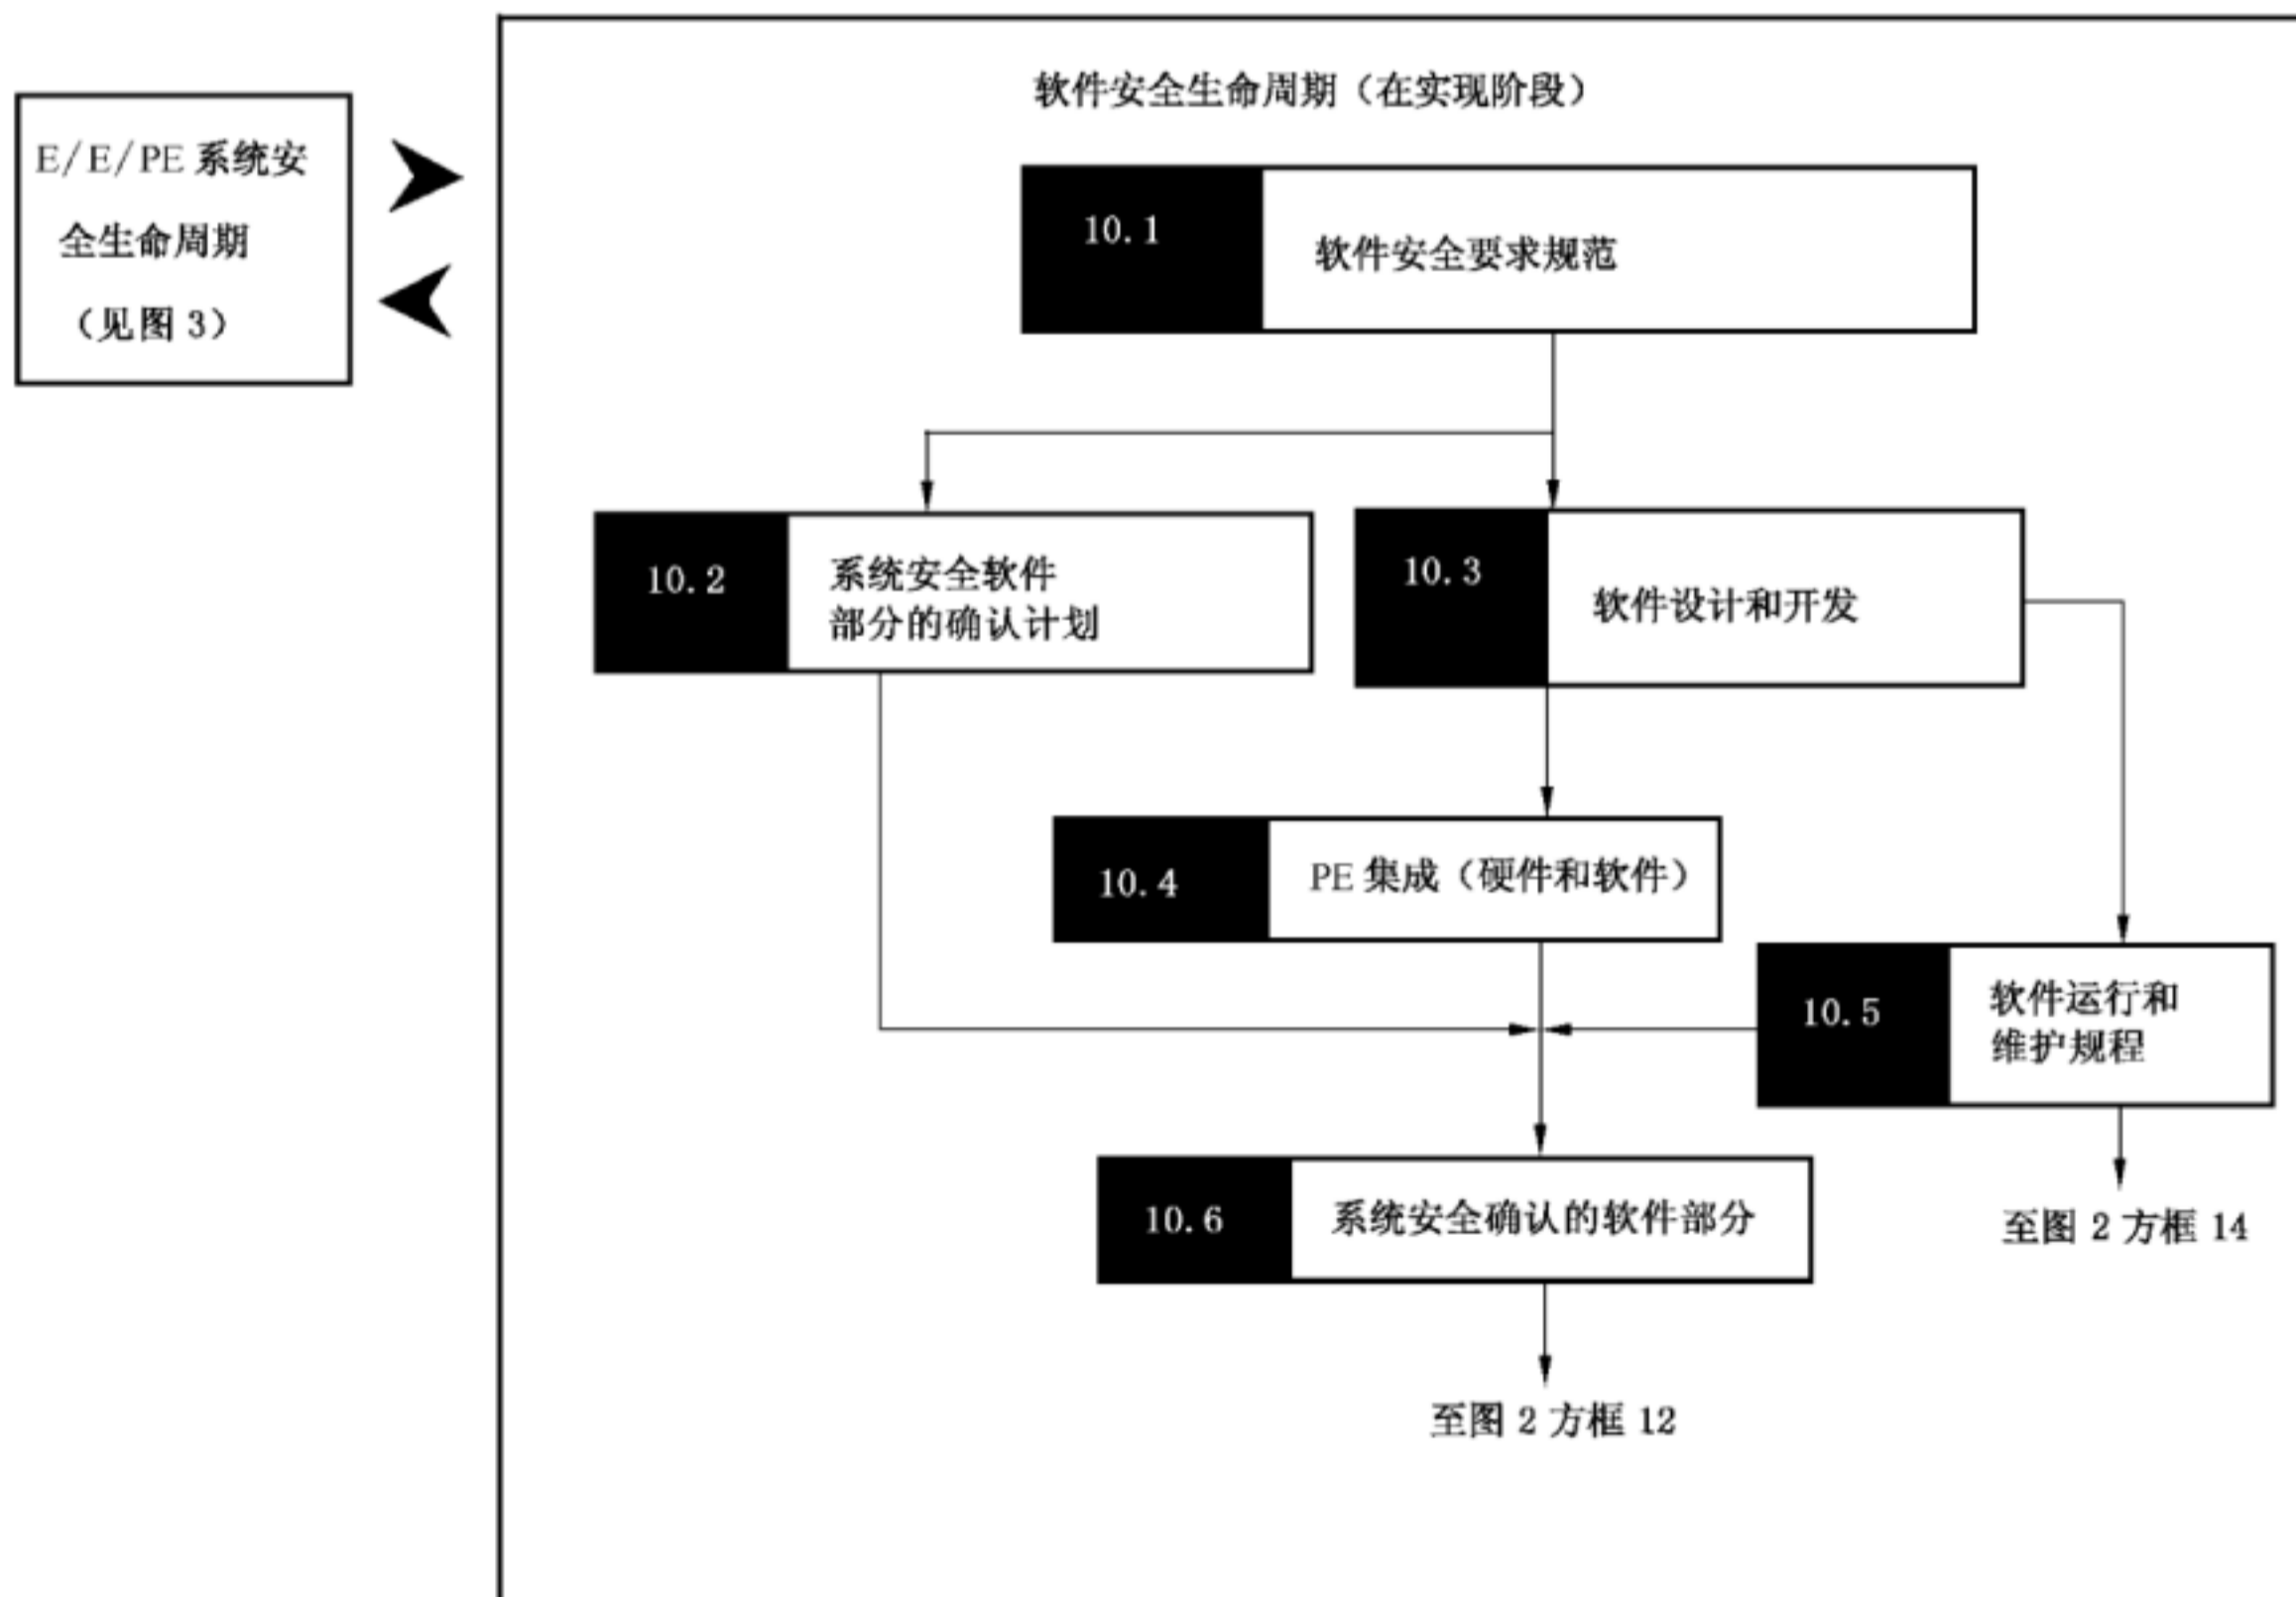 软件安全生命周期（在实现阶段）
E/E/PE 系统安
全生命周期
（见图 3）
10.1
软件安全要求规范
10.2
系统安全软件
部分的确认计划
10.3
软件设计和开发
10.4
PE 集成（硬件和软件）
10.5
软件运行和
维护规程
10.6
系统安全确认的软件部分
至图 2 方框 14
至图 2 方框 12